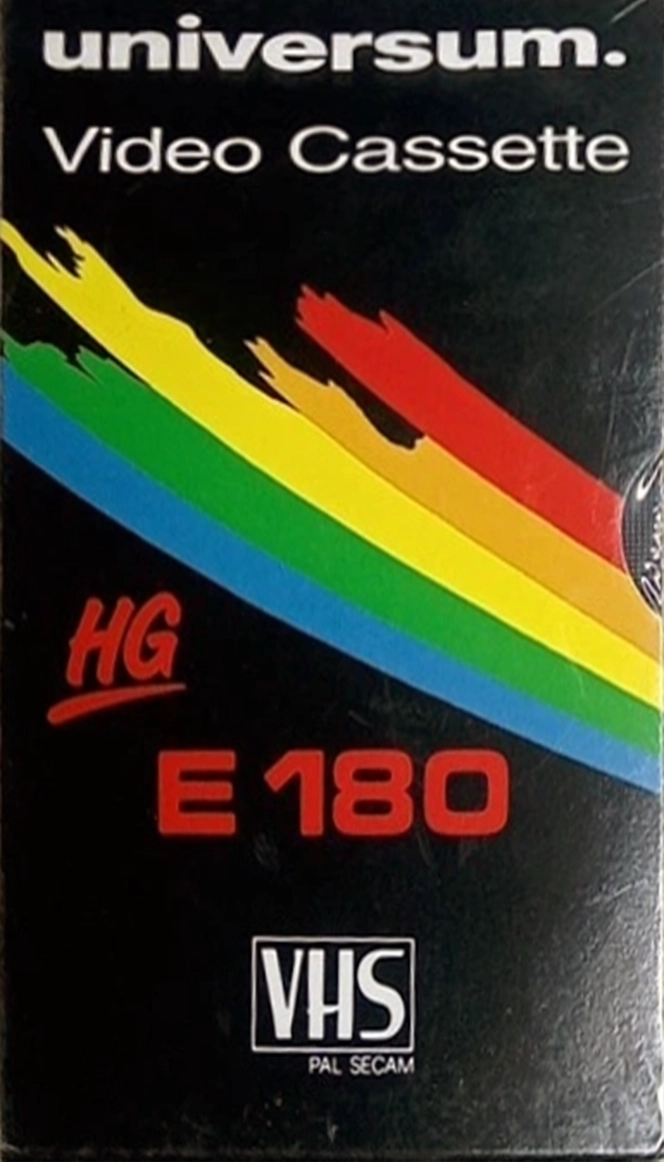 universum.
Video Cassette
HG
E 180
VHS
PAL SECAM